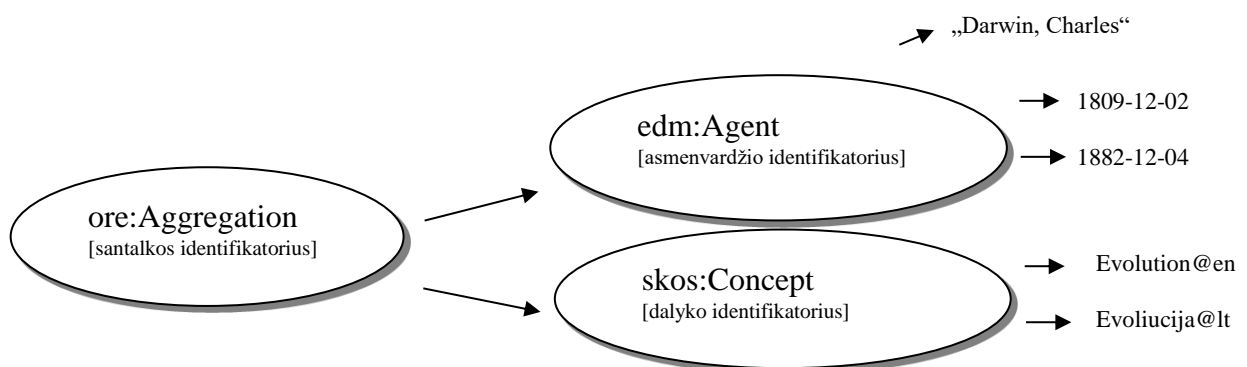 „Darwin, Charles“
edm:Agent
[asmenvardžio identifikatorius]
1809-12-02
1882-12-04
ore:Aggregation
[santalkos identifikatorius]
skos:Concept
[dalyko identifikatorius]
Evolution@en
Evoliucija@lt